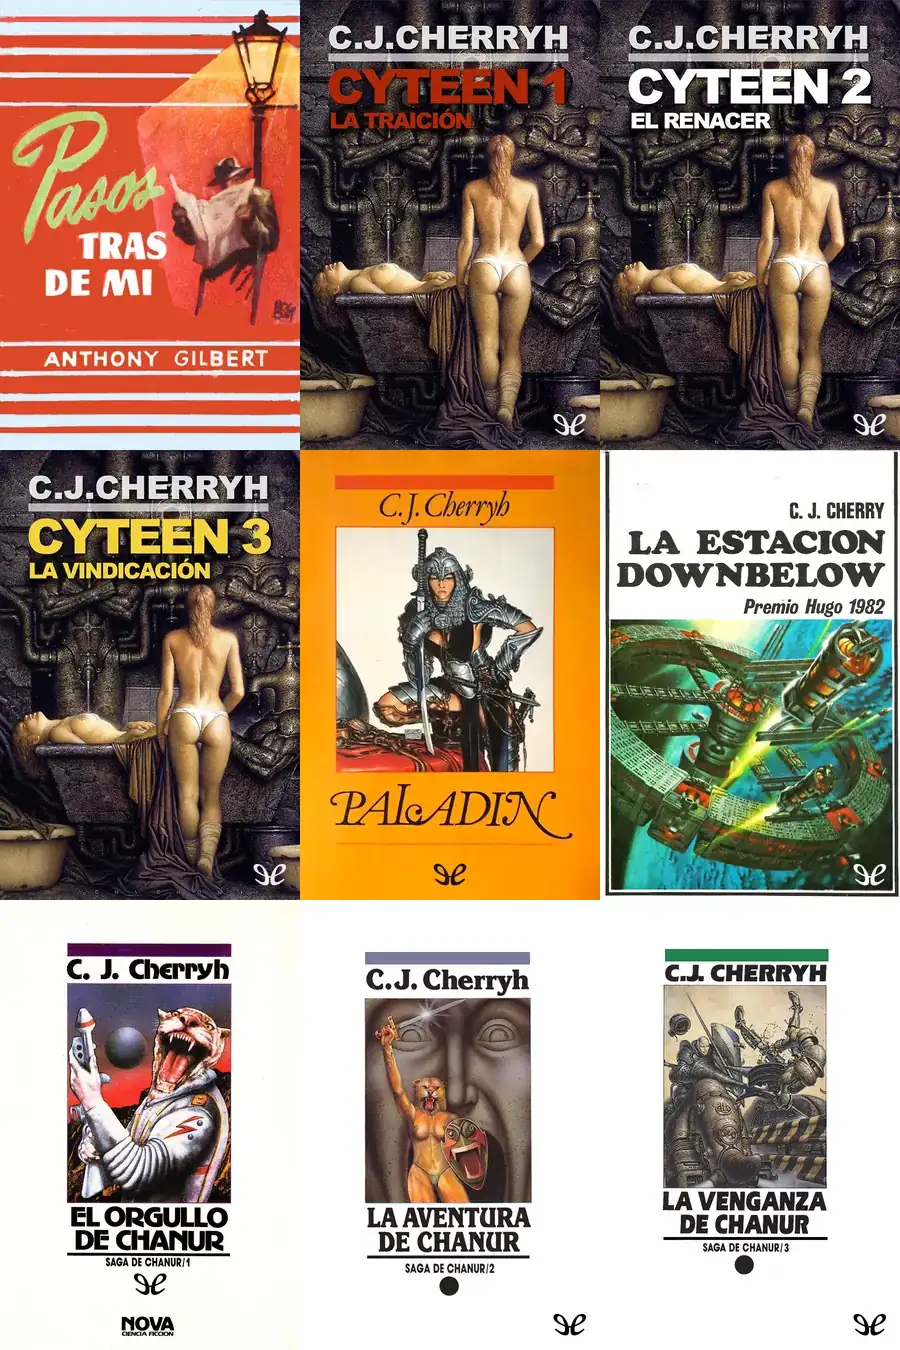 Pasos
TRAS
DE MI
ANTHONY GILBERT
C.J.CHERRYH
CYTEEN 1
LA TRAICIÓN
C.J.CHERRYH
CYTEEN 2
EL RENACER
C.J.CHERRYH
CYTEEN 3
LA VINDICACIÓN
C.J. Cherryh
PALADIN
C. J. CHERRY
LA ESTACION
DOWNBELOW
Premio Hugo 1982
C. J. Cherryh
EL ORGULLO
DE CHANUR
SAGA DE CHANUR/1
NOVA
CIENCIA FICCION
C.J. Cherryh
LA AVENTURA
DE CHANUR
SAGA DE CHANUR/2
C.J. CHERRYH
LA VENGANZA
DE CHANUR
SAGA DE CHANUR/3